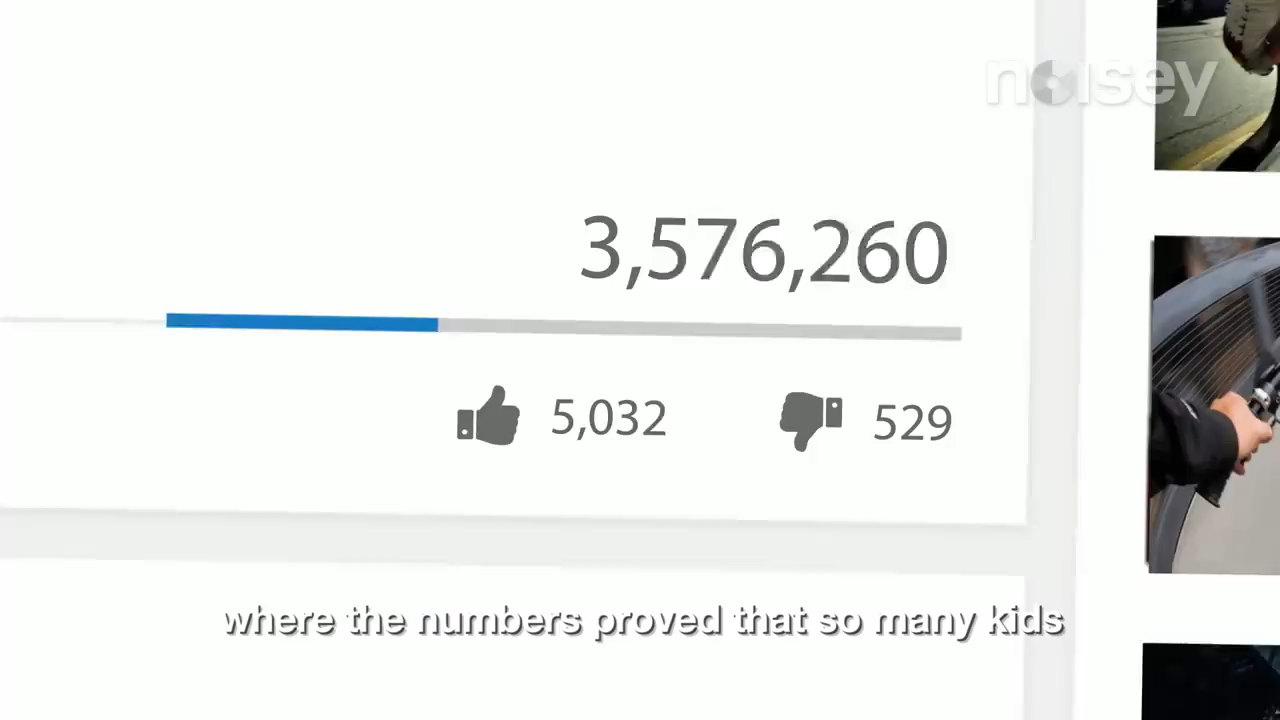 noisey
3,576,260
5,032 529
where the numbers proved that so many kids